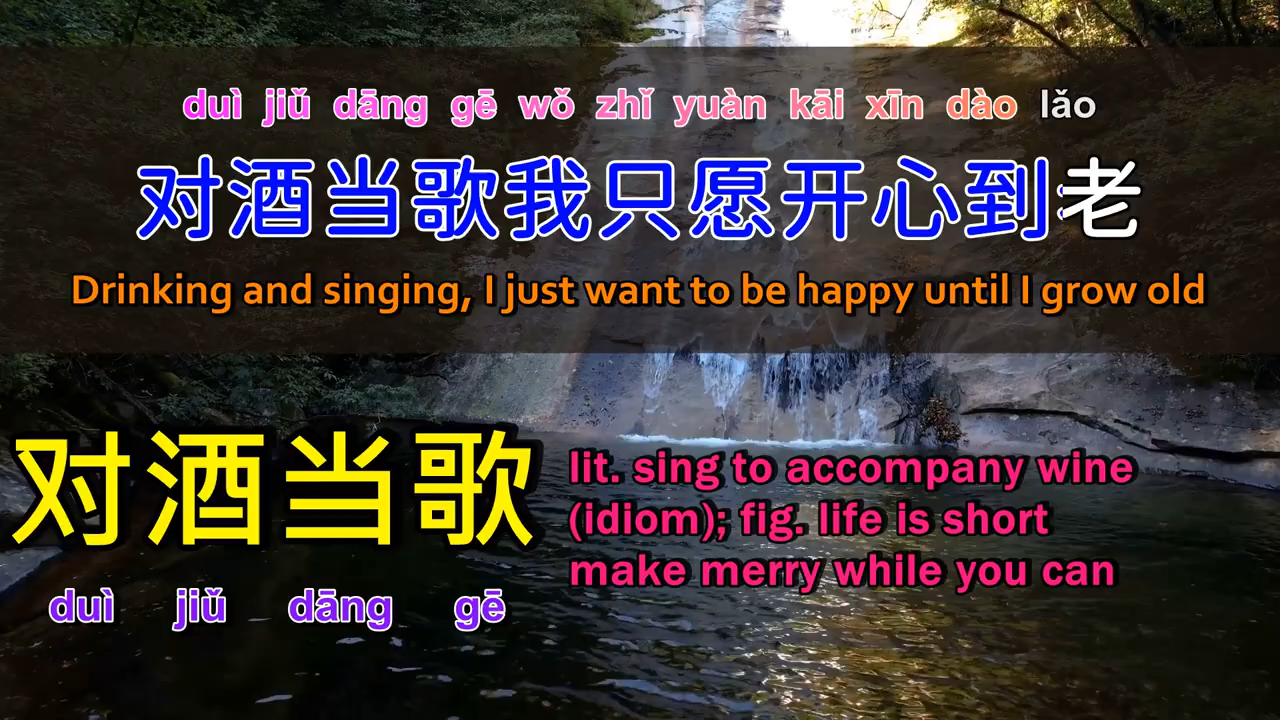 duì jiǔ dāng gē wǒ zhǐ yuàn kāi xīn dào lǎo
对酒当歌我只愿开心到老
Drinking and singing, I just want to be happy until I grow old
对酒当歌
duì jiǔ dāng gē
lit. sing to accompany wine
(idiom); fig. life is short
make merry while you can